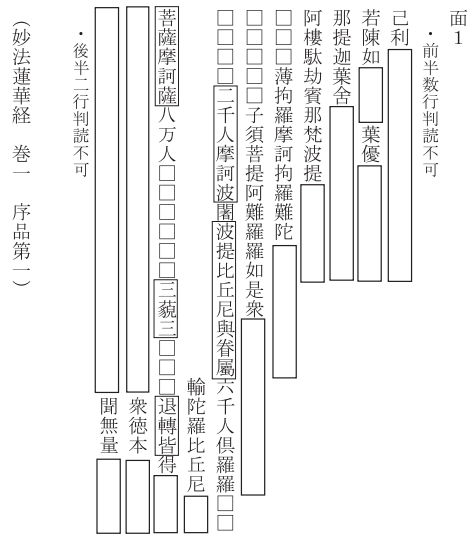 面1
・前半数行判読不可
己利
若陳如 葉優
那提迦葉舎
阿樓駄劫賓那梵波提
□□□薄拘羅摩訶拘羅難陀
□□□□□子須菩提阿難羅羅如是衆
□□□□二千人摩訶波闍波提比丘尼與眷屬六千人倶羅羅□□
輸陀羅比丘尼
菩薩摩訶薩八万人□□□□□□三藐三□□□退轉皆得
衆徳本
聞無量
・後半二行判読不可
（妙法蓮華経　巻一　序品第一）